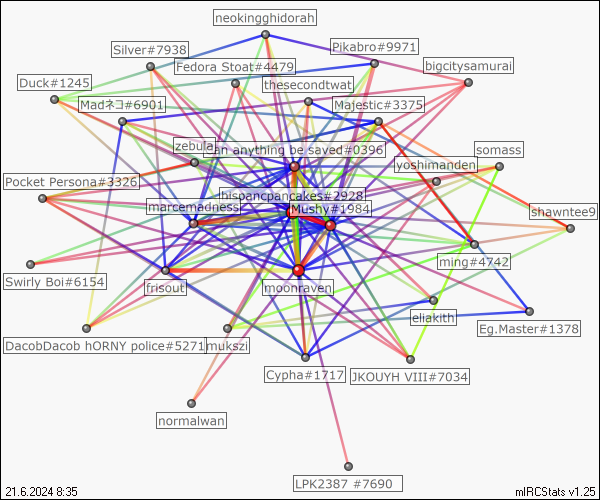 neokingghidorah
Silver#7938
Pikabro#9971
Fedora Stoat#4479
bigcitysamurai
Duck#1245
thesecondtwat
Madネコ#6901
Majestic#3375
zebula
can anything be saved#0396
somass
yoshimanden
Pocket Persona#3326
hispancpancakes#2928
marcemadness
Mushy#1984
shawntee9
ming#4742
Swirly Boi#6154
frisout
moonraven
eliakith
Eg.Master#1378
DacobDacob hORNY police#5271
mukszi
Cypha#1717
JKOUYH VIII#7034
normalwan
LPK2387 #7690
21.6.2024 8:35
mIRCStats v1.25